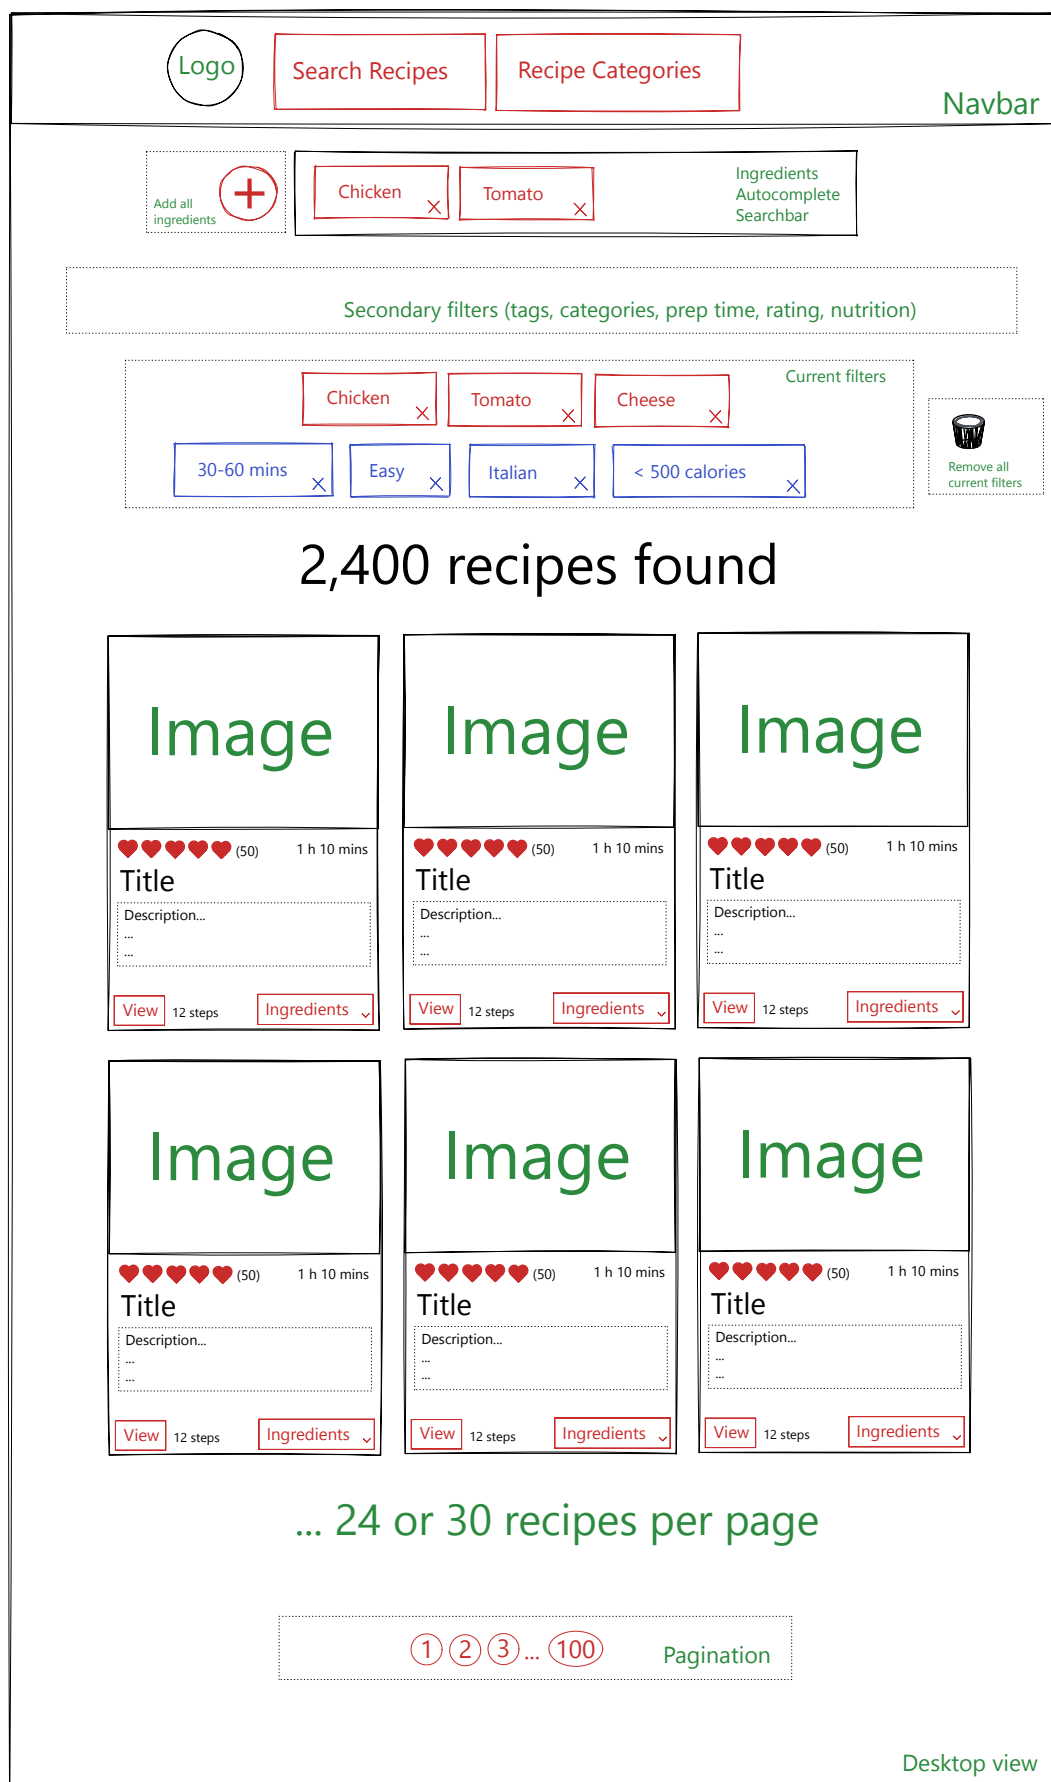 Logo
Search Recipes
Recipe Categories
Navbar
Add all
ingredients
Chicken
Tomato
Ingredients
Autocomplete
Searchbar
Secondary filters (tags, categories, prep time, rating, nutrition)
Current filters
Chicken
Tomato
Cheese
30-60 mins
Easy
Italian
< 500 calories
Remove all
current filters
2,400 recipes found
Image
(50)
1 h 10 mins
Title
Description...
...
...
View
12 steps
Ingredients
Image
(50)
1 h 10 mins
Title
Description...
...
...
View
12 steps
Ingredients
Image
(50)
1 h 10 mins
Title
Description...
...
...
View
12 steps
Ingredients
Image
(50)
1 h 10 mins
Title
Description...
...
...
View
12 steps
Ingredients
Image
(50)
1 h 10 mins
Title
Description...
...
...
View
12 steps
Ingredients
Image
(50)
1 h 10 mins
Title
Description...
...
...
View
12 steps
Ingredients
... 24 or 30 recipes per page
1 2 3 ... 100
Pagination
Desktop view